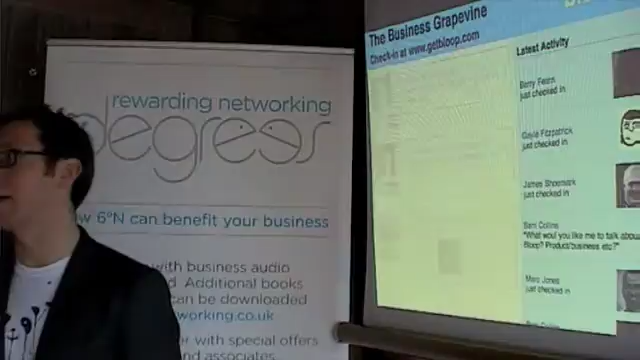 rewarding networking
degrees
w 6°N can benefit your business
with business audio
d Additional books
can be downloaded
working.co.uk
r with special offers
nd associates
The Business Grapevine
Check-in at www.getbloop.com
Latest Activity
Barry Fearn
just checked in
Gayle Fitzpatrick
just checked in
James Shoemark
just checked in
Sam Collins
"What would you like me to talk about
Bloop? Product/business etc?"
Marc Jones
just checked in